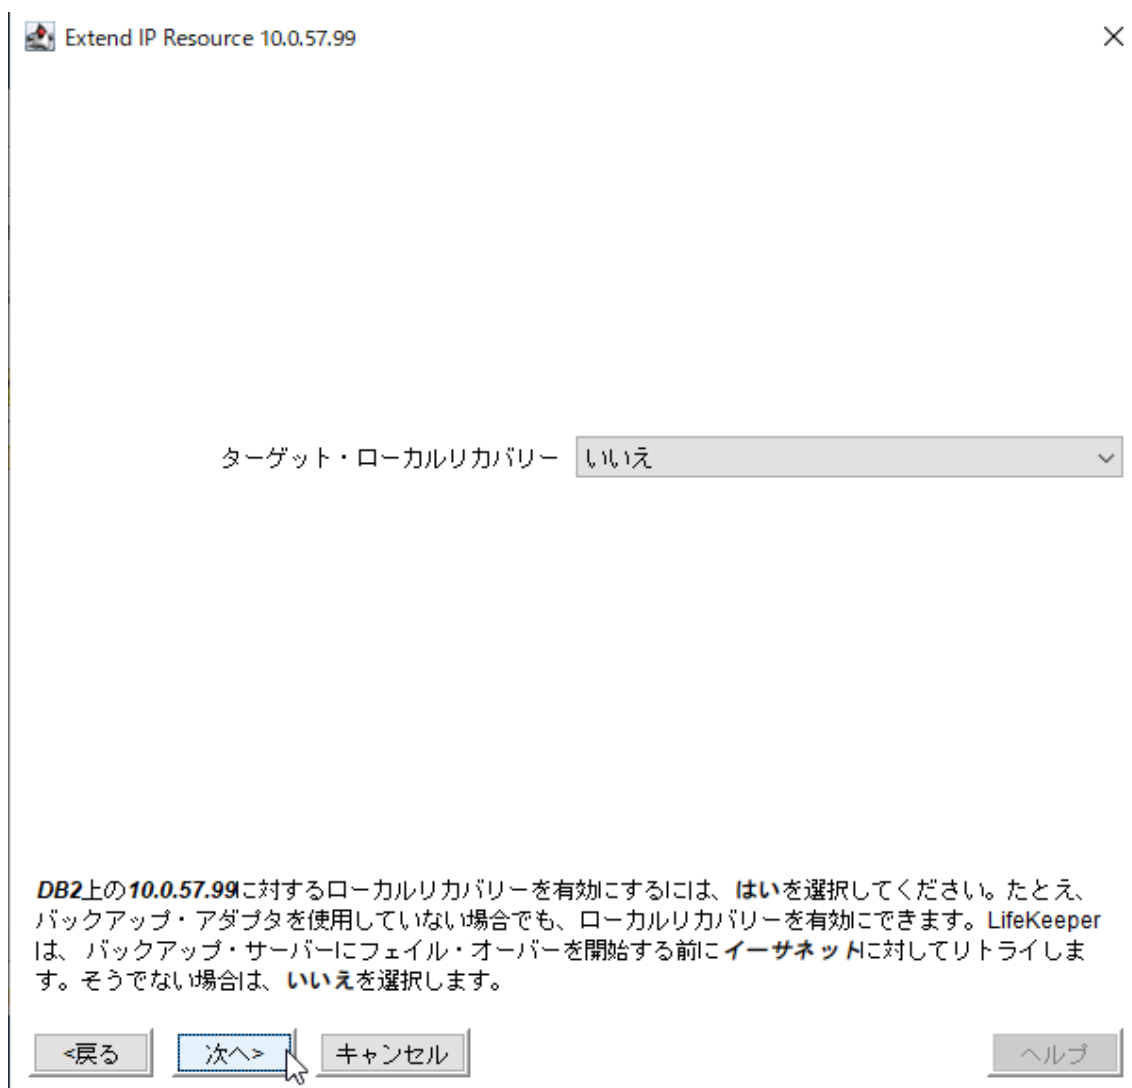 Extend IP Resource 10.0.57.99
ターゲット・ローカルリカバリー いいえ
DB2上の10.0.57.99に対するローカルリカバリーを有効にするには、はいを選択してください。たとえ、
バックアップ・アダプタを使用していない場合でも、ローカルリカバリーを有効にできます。LifeKeeper
は、バックアップ・サーバーにフェイル・オーバーを開始する前にイーサネットに対してリトライしま
す。そうでない場合は、いいえを選択します。
<戻る 次へ> キャンセル ヘルプ